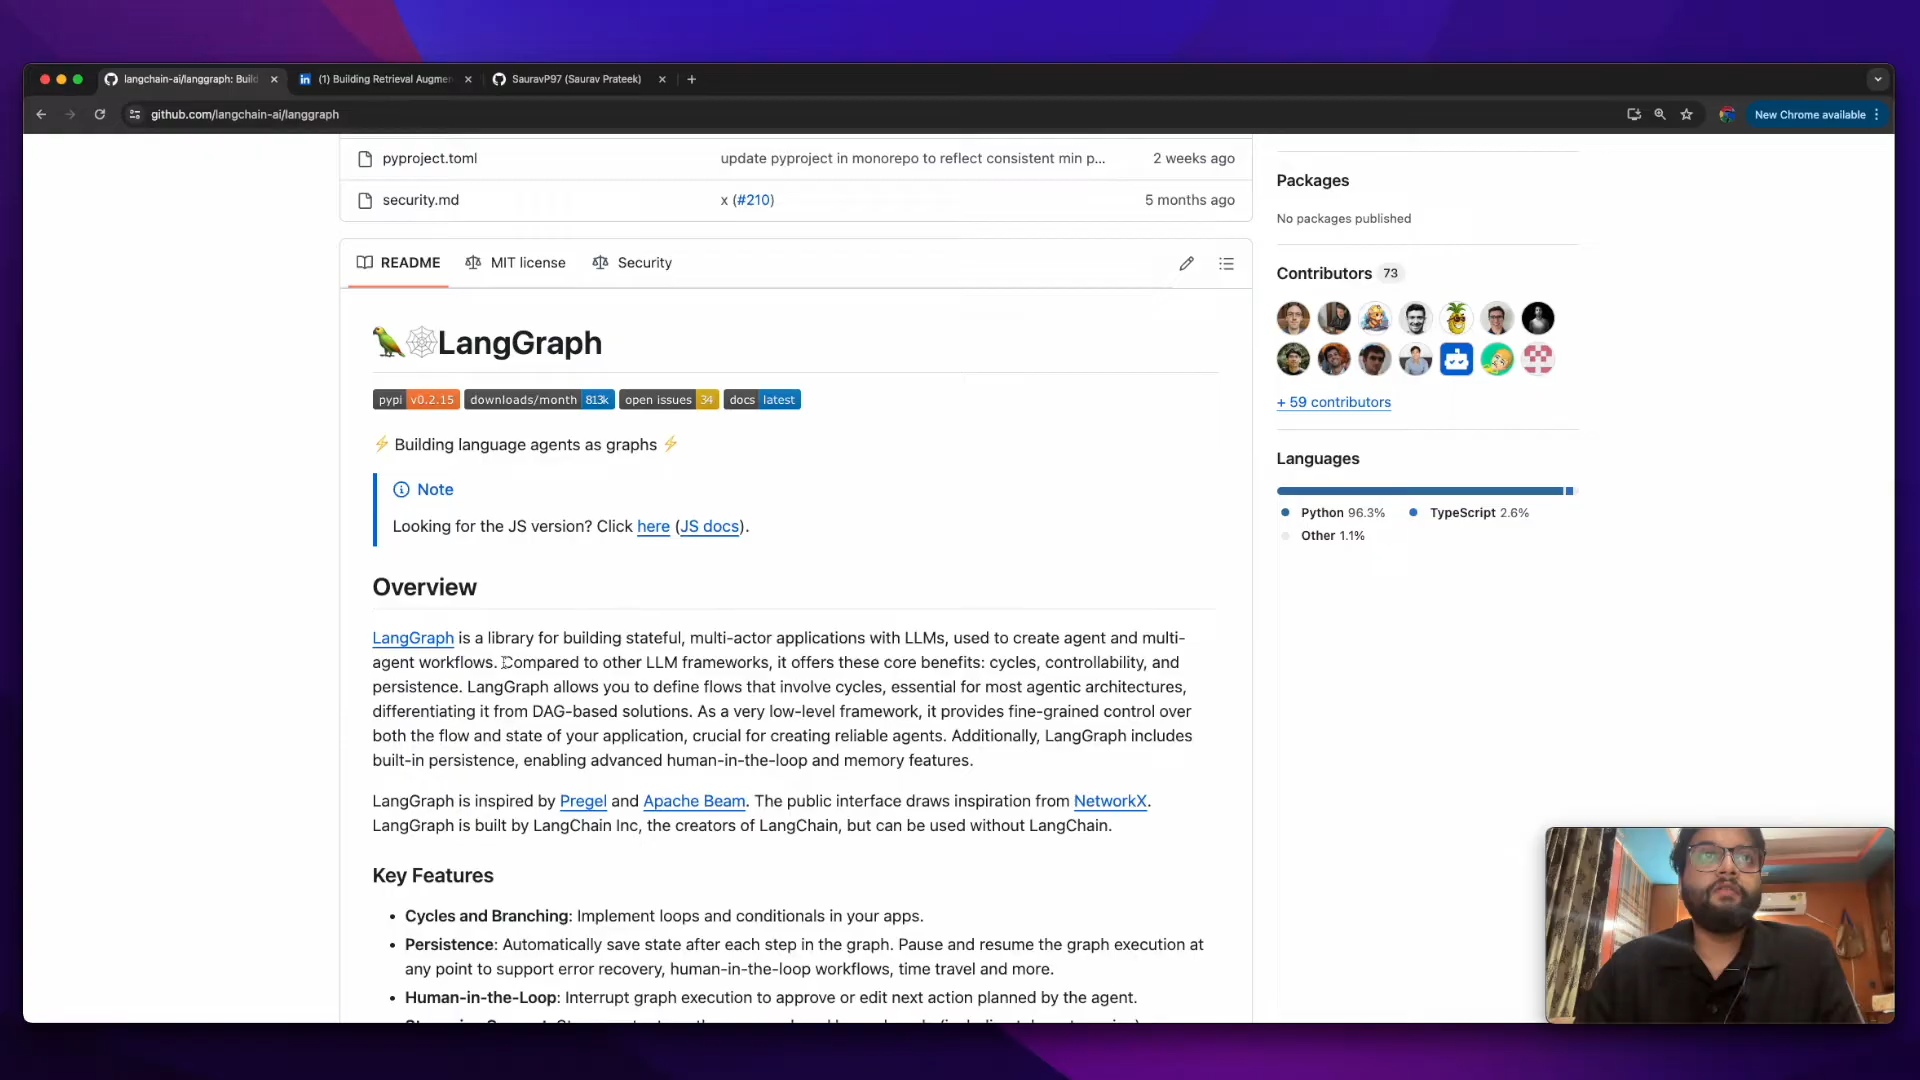 langchain-ai/langgraph: Build
(1) Building Retrieval Augmen
SauravP97 (Saurav Prateek)
github.com/langchain-ai/langgraph
New Chrome available
pyproject.toml
update pyproject in monorepo to reflect consistent min p...
2 weeks ago
security.md
x (#210)
5 months ago
README
MIT license
Security
LangGraph
pypi v0.2.15
downloads/month 813k
open issues 34
docs latest
⚡ Building language agents as graphs ⚡
Note
Looking for the JS version? Click here (JS docs).
Overview
LangGraph is a library for building stateful, multi-actor applications with LLMs, used to create agent and multi-
agent workflows. Compared to other LLM frameworks, it offers these core benefits: cycles, controllability, and
persistence. LangGraph allows you to define flows that involve cycles, essential for most agentic architectures,
differentiating it from DAG-based solutions. As a very low-level framework, it provides fine-grained control over
both the flow and state of your application, crucial for creating reliable agents. Additionally, LangGraph includes
built-in persistence, enabling advanced human-in-the-loop and memory features.
LangGraph is inspired by Pregel and Apache Beam. The public interface draws inspiration from NetworkX.
LangGraph is built by LangChain Inc, the creators of LangChain, but can be used without LangChain.
Key Features
• Cycles and Branching: Implement loops and conditionals in your apps.
• Persistence: Automatically save state after each step in the graph. Pause and resume the graph execution at
any point to support error recovery, human-in-the-loop workflows, time travel and more.
• Human-in-the-Loop: Interrupt graph execution to approve or edit next action planned by the agent.
Packages
No packages published
Contributors 73
+ 59 contributors
Languages
Python 96.3%
TypeScript 2.6%
Other 1.1%